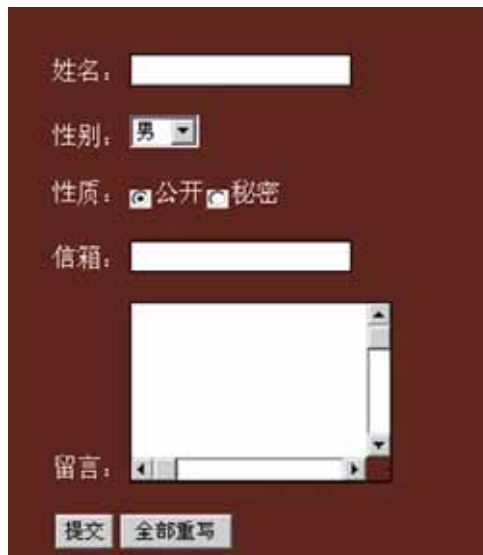 姓名：
性别：男
性质：公开 秘密
信箱：
留言：
提交 全部重写